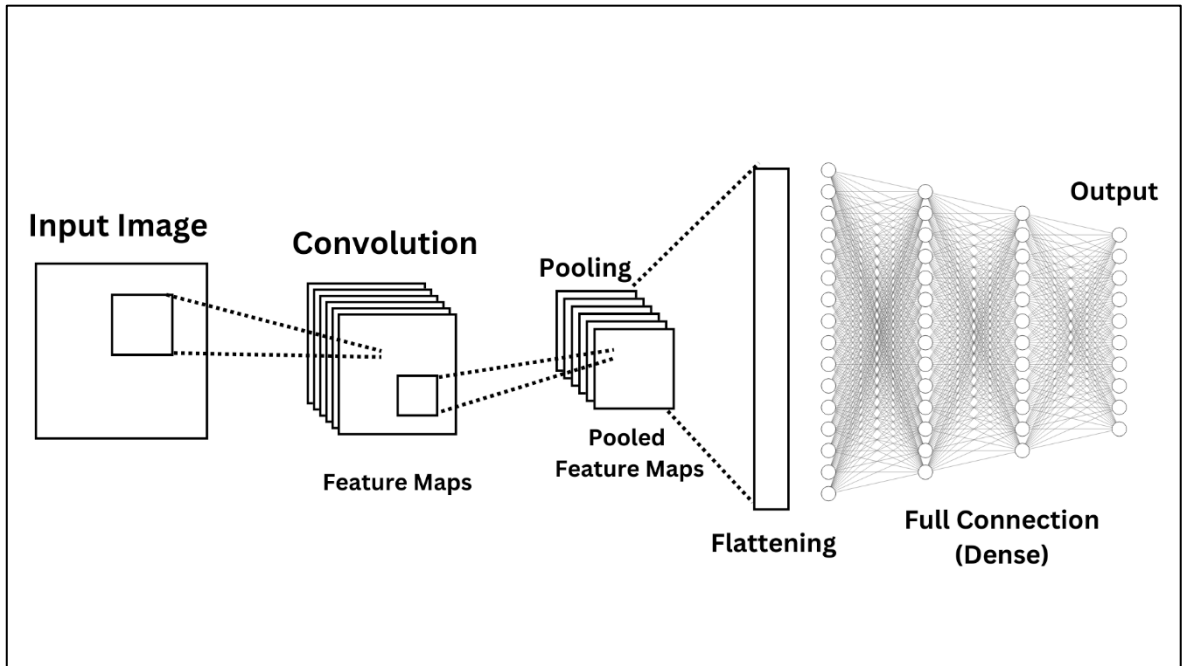 Input Image
Convolution
Feature Maps
Pooling
Pooled
Feature Maps
Flattening
Full Connection
(Dense)
Output